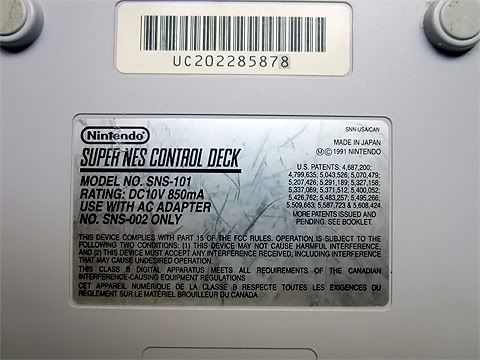 UC202285878
SNN-USA/CAN
Nintendo
MADE IN JAPAN
Ⓜ © 1991 NINTENDO
SUPER NES CONTROL DECK
MODEL NO. SNS-101
RATING: DC10V 850mA
USE WITH AC ADAPTER
NO. SNS-002 ONLY
U.S. PATENTS: 4,687,200;
4,799,635; 5,043,526; 5,070,479;
5,207,426; 5,291,189; 5,327,158;
5,337,069; 5,371,512; 5,400,052;
5,426,762; 5,483,257; 5,495,266;
5,509,663; 5,587,723 & 5,608,424
MORE PATENTS ISSUED AND
PENDING. SEE BOOKLET.
THIS DEVICE COMPLIES WITH PART 15 OF THE FCC RULES. OPERATION IS SUBJECT TO THE
FOLLOWING TWO CONDITIONS: (1) THIS DEVICE MAY NOT CAUSE HARMFUL INTERFERENCE,
AND (2) THIS DEVICE MUST ACCEPT ANY INTERFERENCE RECEIVED, INCLUDING INTERFERENCE
THAT MAY CAUSE UNDESIRED OPERATION.
THIS CLASS B DIGITAL APPARATUS MEETS ALL REQUIREMENTS OF THE CANADIAN
INTERFERENCE-CAUSING EQUIPMENT REGULATIONS
CET APPAREIL NUMÉRIQUE DE LA CLASSE B RESPECTE TOUTES LES EXIGENCES DU
RÈGLEMENT SUR LE MATÉRIEL BROUILLEUR DU CANADA